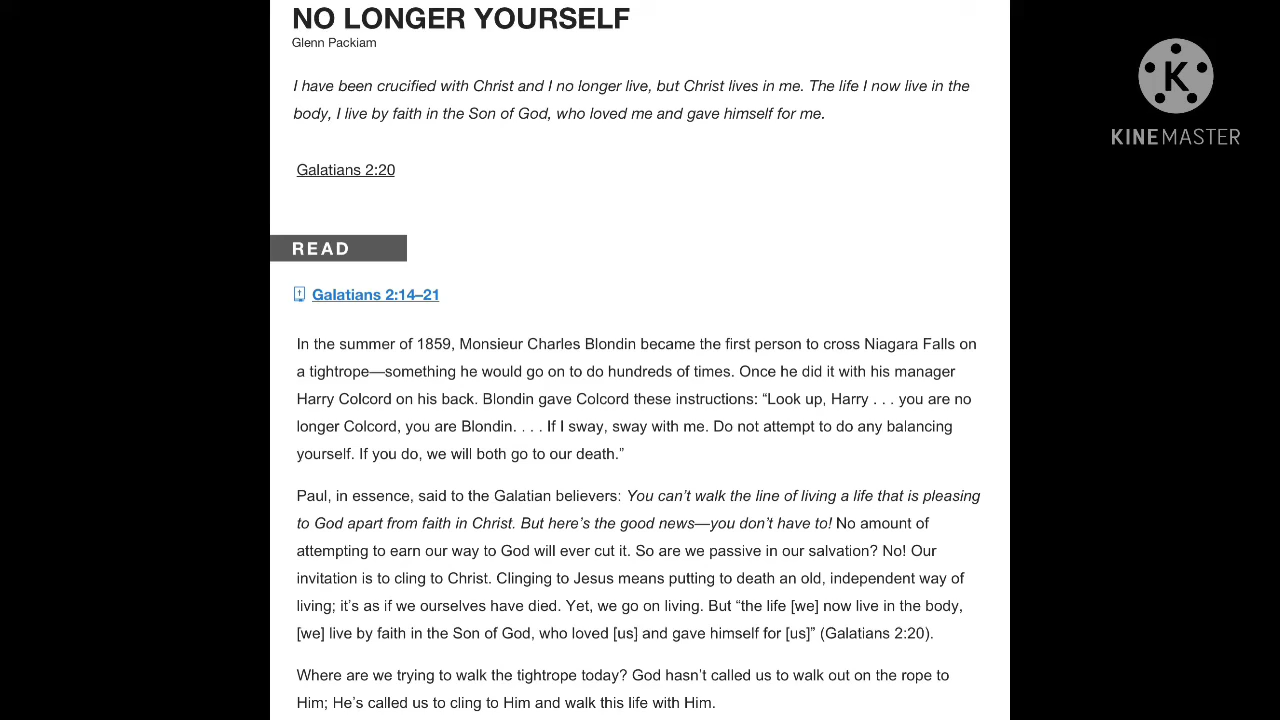 NO LONGER YOURSELF
Glenn Packiam
I have been crucified with Christ and I no longer live, but Christ lives in me. The life I now live in the
body, I live by faith in the Son of God, who loved me and gave himself for me.
Galatians 2:20
READ
Galatians 2:14–21
In the summer of 1859, Monsieur Charles Blondin became the first person to cross Niagara Falls on
a tightrope—something he would go on to do hundreds of times. Once he did it with his manager
Harry Colcord on his back. Blondin gave Colcord these instructions: “Look up, Harry . . . you are no
longer Colcord, you are Blondin. . . . If I sway, sway with me. Do not attempt to do any balancing
yourself. If you do, we will both go to our death.”
Paul, in essence, said to the Galatian believers: You can’t walk the line of living a life that is pleasing
to God apart from faith in Christ. But here’s the good news—you don’t have to! No amount of
attempting to earn our way to God will ever cut it. So are we passive in our salvation? No! Our
invitation is to cling to Christ. Clinging to Jesus means putting to death an old, independent way of
living; it’s as if we ourselves have died. Yet, we go on living. But “the life [we] now live in the body,
[we] live by faith in the Son of God, who loved [us] and gave himself for [us]” (Galatians 2:20).
Where are we trying to walk the tightrope today? God hasn’t called us to walk out on the rope to
Him; He’s called us to cling to Him and walk this life with Him.
K
KINEMASTER